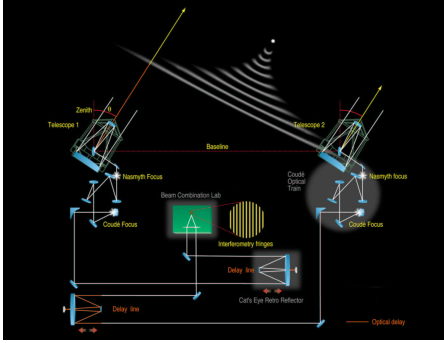 Zenith
θ
Telescope 1
Telescope 2
Baseline
Nasmyth Focus
Coudé
Optical
Train
Nasmyth focus
Beam Combination Lab
Coudé Focus
Coudé Focus
Interferometry fringes
Delay line
Cat's Eye Retro Reflector
Delay line
Optical delay